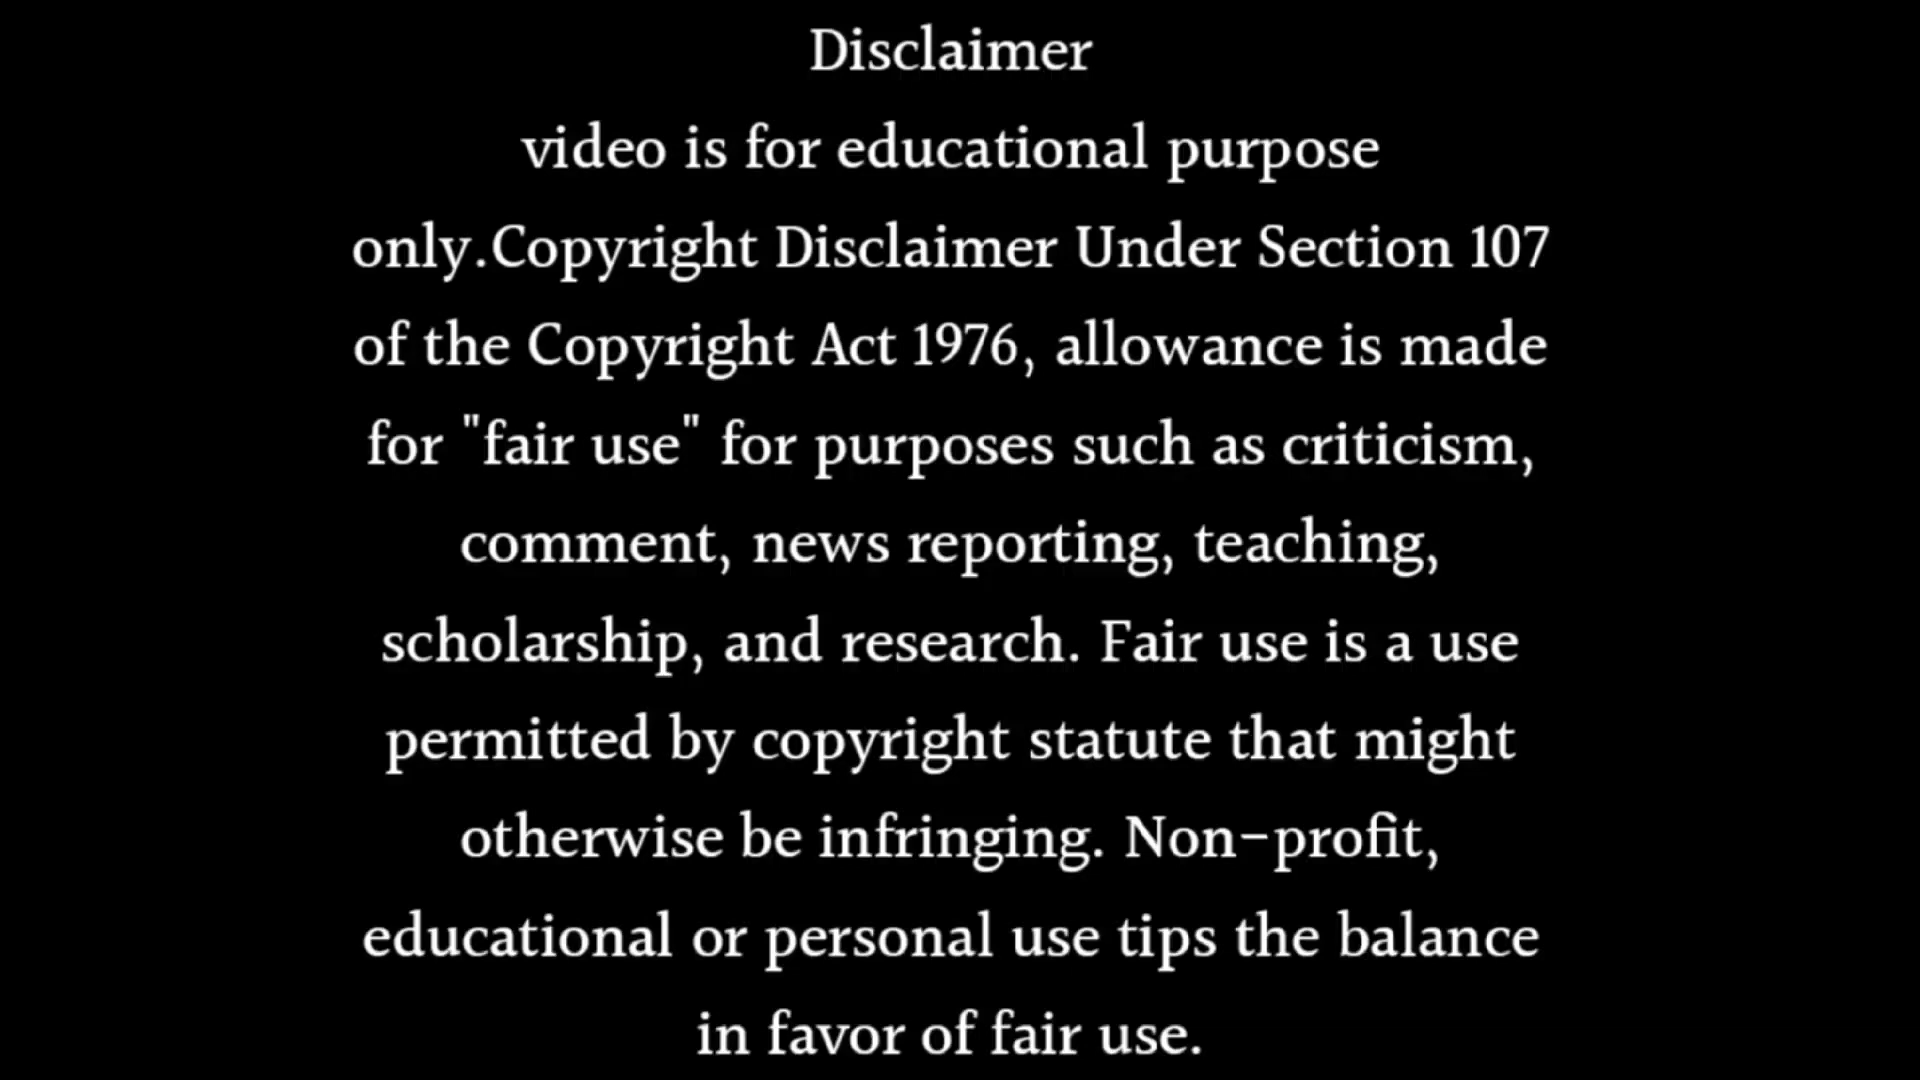 Disclaimer
video is for educational purpose
only.Copyright Disclaimer Under Section 107
of the Copyright Act 1976, allowance is made
for "fair use" for purposes such as criticism,
comment, news reporting, teaching,
scholarship, and research. Fair use is a use
permitted by copyright statute that might
otherwise be infringing. Non-profit,
educational or personal use tips the balance
in favor of fair use.